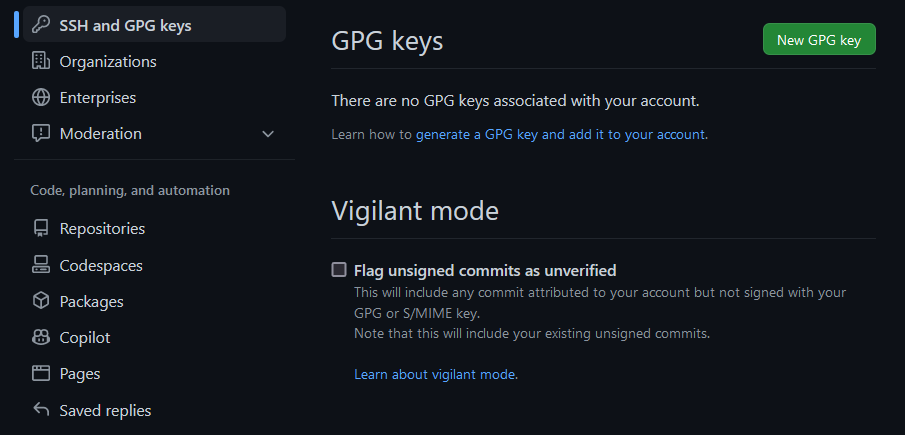 SSH and GPG keys
Organizations
Enterprises
Moderation
Code, planning, and automation
Repositories
Codespaces
Packages
Copilot
Pages
Saved replies
GPG keys
New GPG key
There are no GPG keys associated with your account.
Learn how to generate a GPG key and add it to your account.
Vigilant mode
Flag unsigned commits as unverified
This will include any commit attributed to your account but not signed with your
GPG or S/MIME key.
Note that this will include your existing unsigned commits.
Learn about vigilant mode.